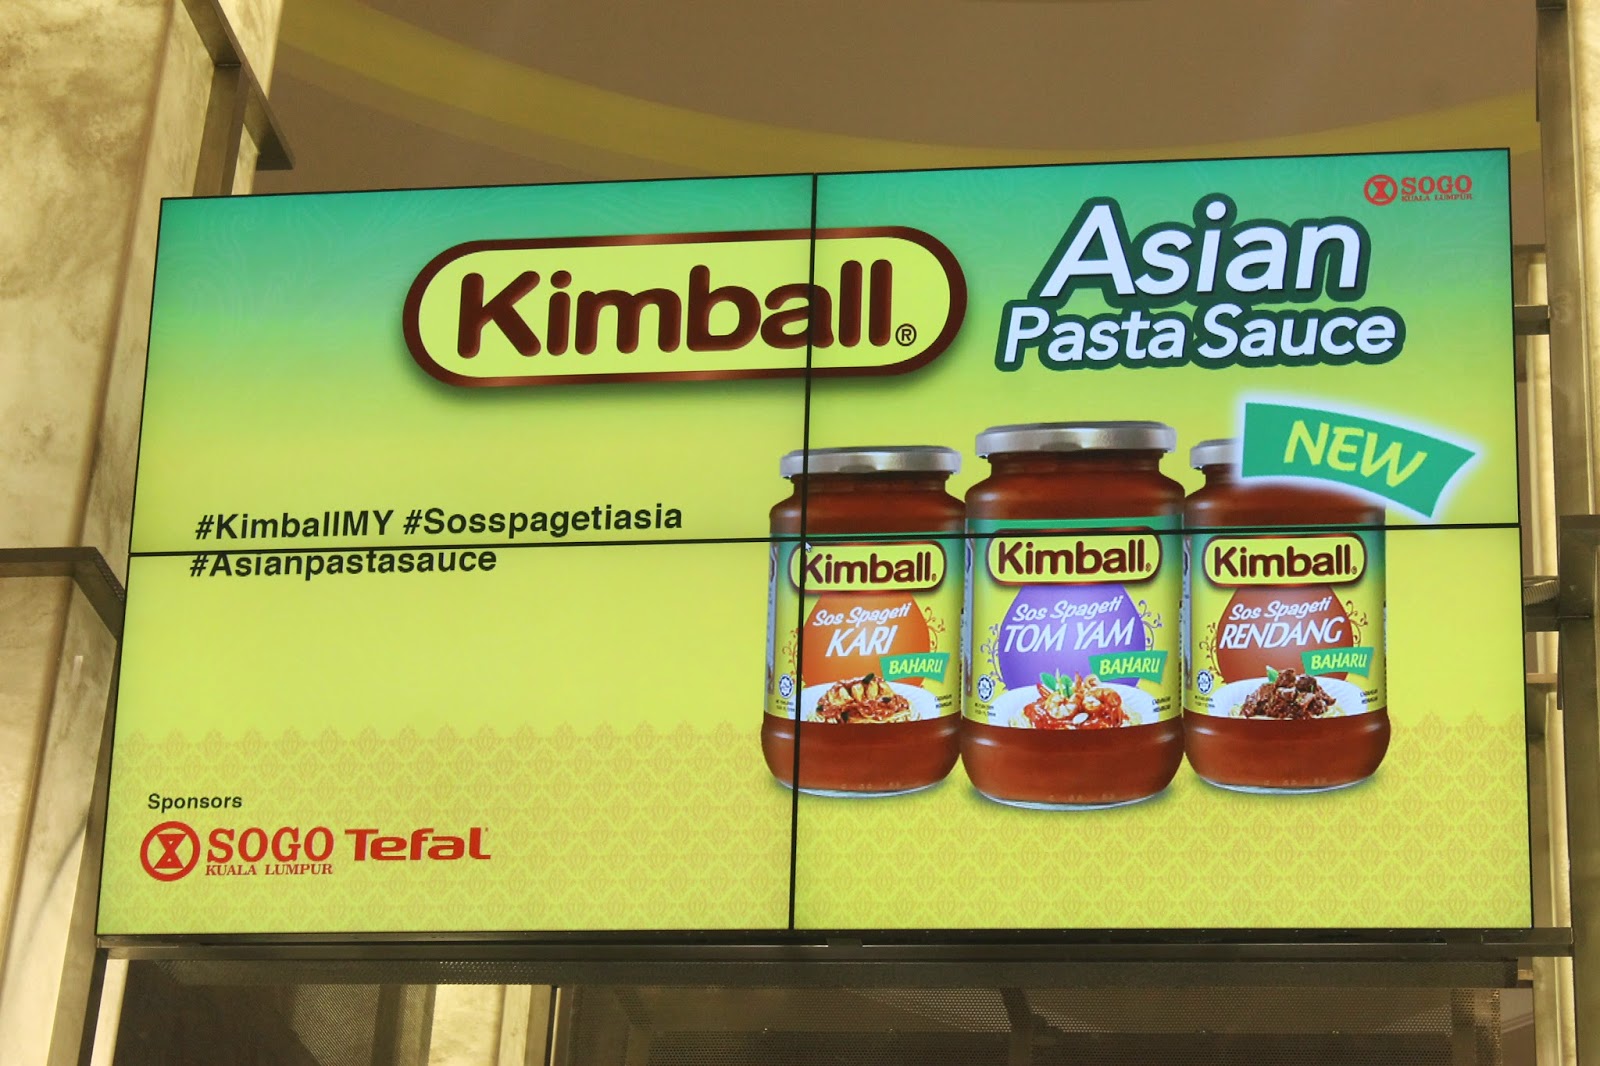 SOGO
KUALA LUMPUR
Kimball®
Asian
Pasta Sauce
NEW
#KimballMY #Sosspagetiasia
#Asianpastasauce
Kimball®
Sos Spageti
KARI
BAHARU
Kimball®
Sos Spageti
TOM YAM
BAHARU
Kimball®
Sos Spageti
RENDANG
BAHARU
Sponsors
SOGO
KUALA LUMPUR
Tefal